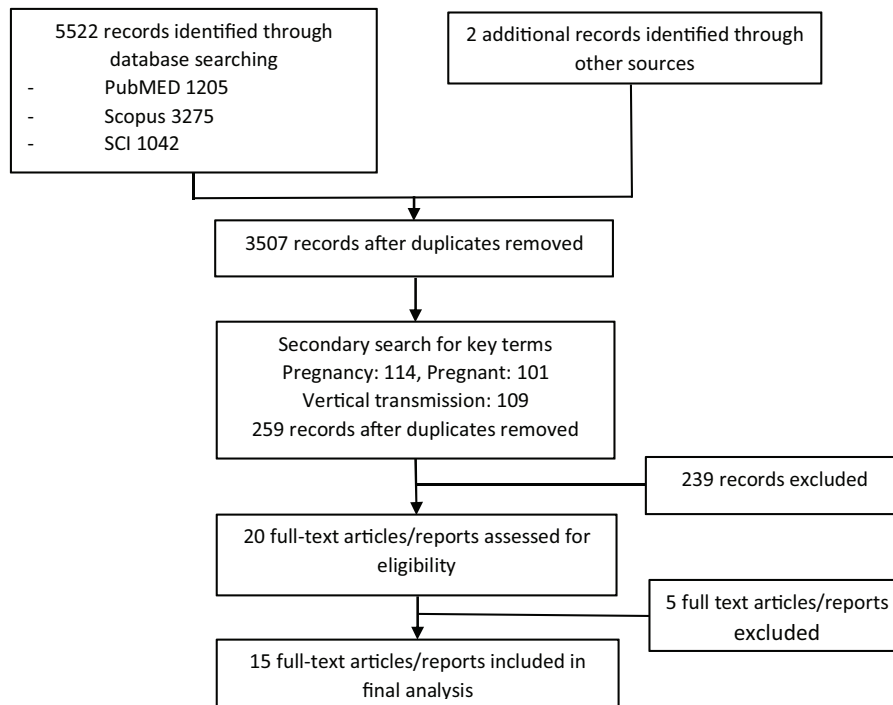 5522 records identified through
database searching
- PubMED 1205
- Scopus 3275
- SCI 1042
2 additional records identified through
other sources
3507 records after duplicates removed
Secondary search for key terms
Pregnancy: 114, Pregnant: 101
Vertical transmission: 109
259 records after duplicates removed
239 records excluded
20 full-text articles/reports assessed for
eligibility
5 full text articles/reports
excluded
15 full-text articles/reports included in
final analysis